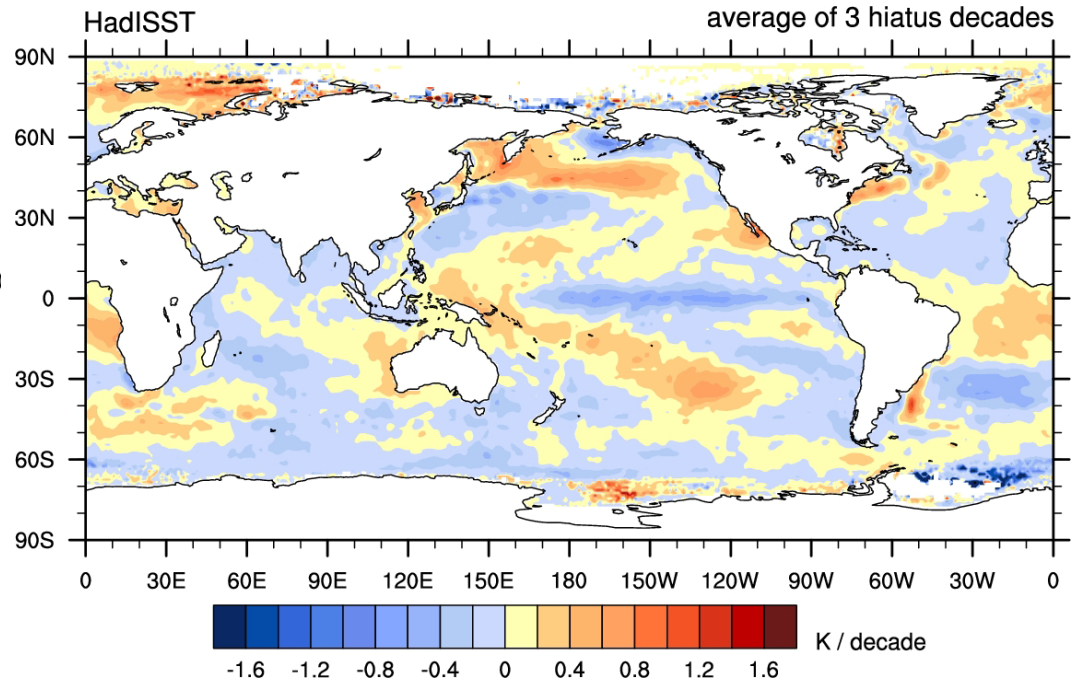 HadISST
average of 3 hiatus decades
90N
60N
30N
0
30S
60S
90S
0 30E 60E 90E 120E 150E 180 150W 120W 90W 60W 30W 0
-1.6 -1.2 -0.8 -0.4 0 0.4 0.8 1.2 1.6
K / decade